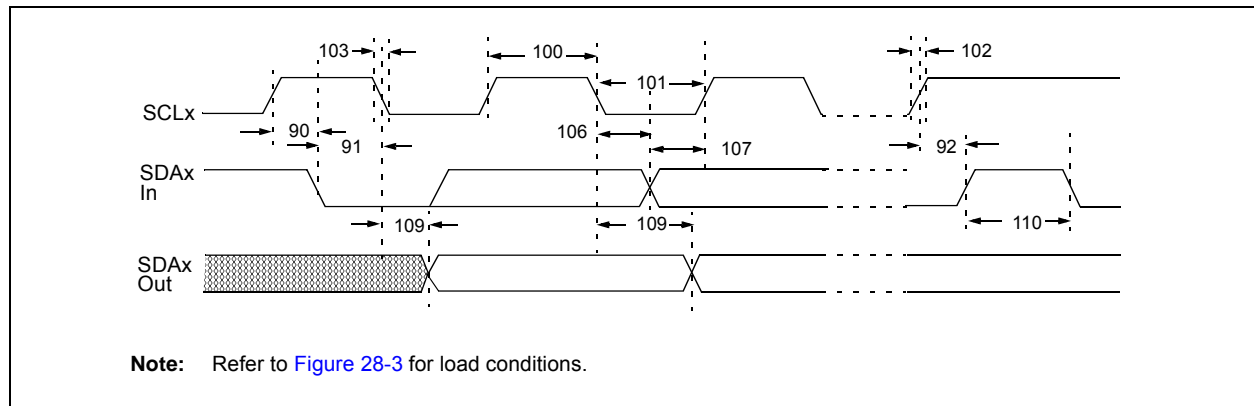 103
100
102
101
SCLx
90
91
106
107
92
SDAx
In
109
109
110
SDAx
Out
Note: Refer to Figure 28-3 for load conditions.